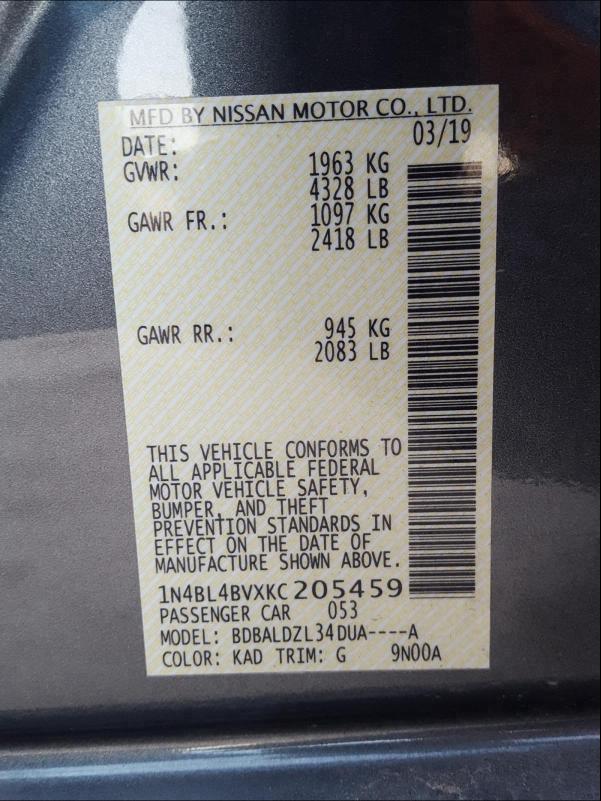 MFD BY NISSAN MOTOR CO., LTD.
DATE: 03/19
GVWR: 1963 KG
4328 LB
GAWR FR.: 1097 KG
2418 LB
GAWR RR.: 945 KG
2083 LB
THIS VEHICLE CONFORMS TO
ALL APPLICABLE FEDERAL
MOTOR VEHICLE SAFETY,
BUMPER, AND THEFT
PREVENTION STANDARDS IN
EFFECT ON THE DATE OF
MANUFACTURE SHOWN ABOVE.
1N4BL4BVXKC205459
PASSENGER CAR 053
MODEL: BDBALDZL34DUA----A
COLOR: KAD TRIM: G 9N00A